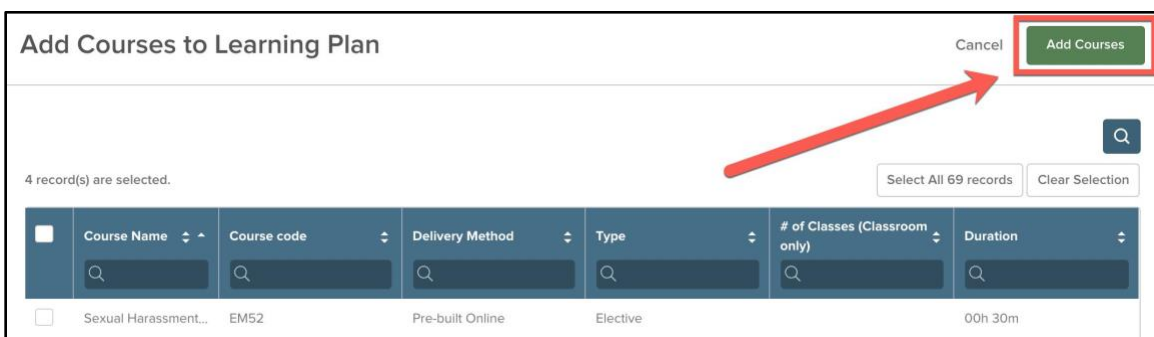 Add Courses to Learning Plan
Cancel
Add Courses
4 record(s) are selected.
Select All 69 records
Clear Selection
Course Name
Course code
Delivery Method
Type
# of Classes (Classroom
only)
Duration
Sexual Harassment... EM52 Pre-built Online Elective 00h 30m